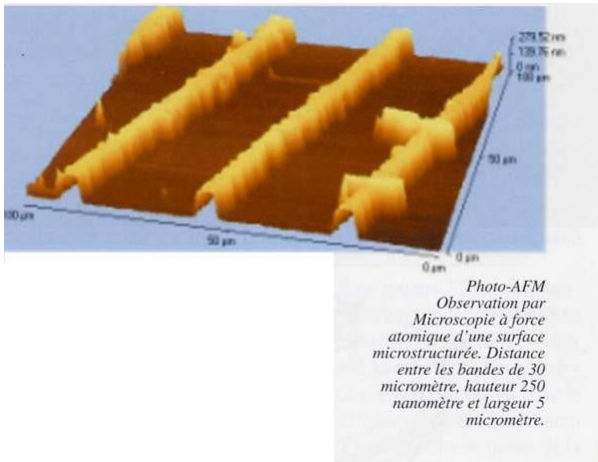 279.52 nm
139.76 nm
0 nm
100 µm
50 µm
0 µm
100 µm
50 µm
0 µm
Photo-AFM
Observation par
Microscopie à force
atomique d'une surface
microstructurée. Distance
entre les bandes de 30
micromètre, hauteur 250
nanomètre et largeur 5
micromètre.